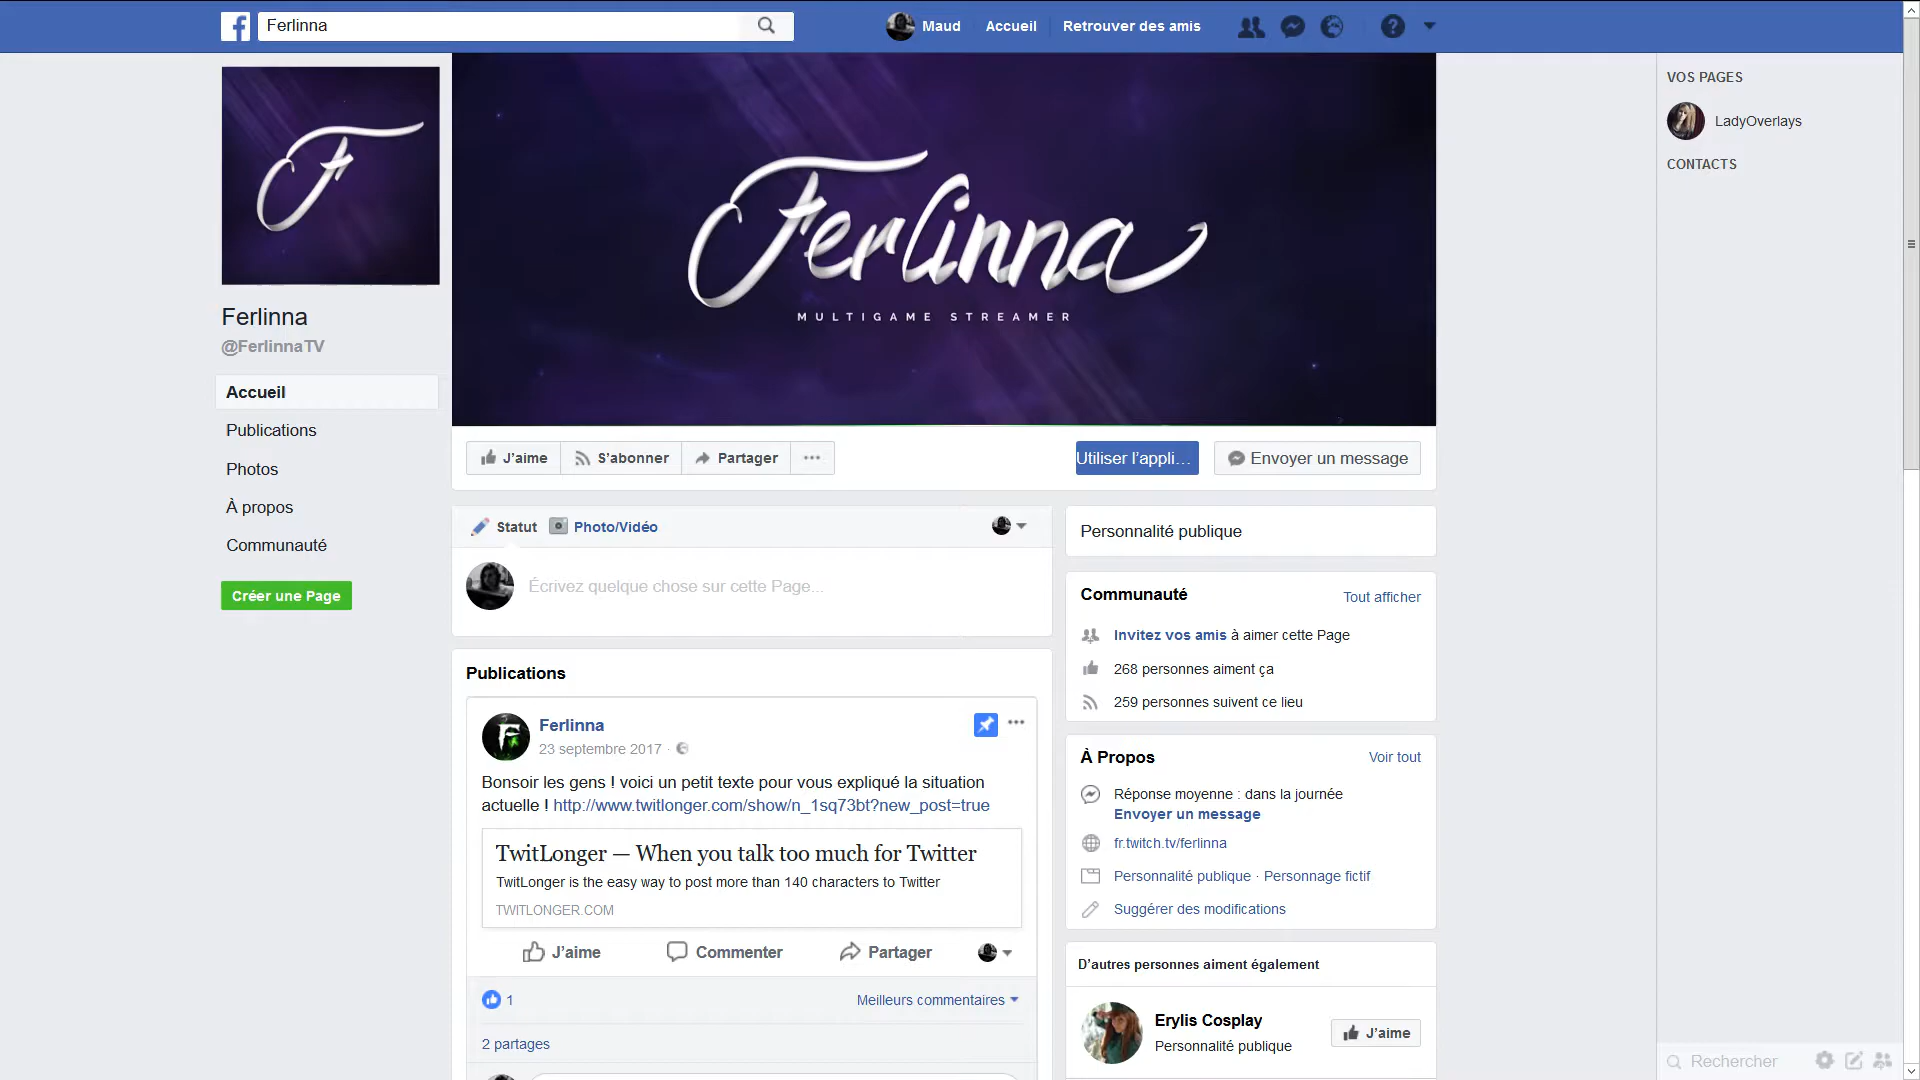 Ferlinna
Maud
Accueil
Retrouver des amis
F
Ferlinna
MULTIGAME STREAMER
VOS PAGES
LadyOverlays
CONTACTS
Ferlinna
@FerlinnaTV
Accueil
Publications
Photos
À propos
Communauté
Créer une Page
J’aime
S’abonner
Partager
Utiliser l’appli...
Envoyer un message
Statut
Photo/Vidéo
Écrivez quelque chose sur cette Page...
Publications
Ferlinna
23 septembre 2017 ·
Bonsoir les gens ! voici un petit texte pour vous expliqué la situation
actuelle ! http://www.twitlonger.com/show/n_1sq73bt?new_post=true
TwitLonger — When you talk too much for Twitter
TwitLonger is the easy way to post more than 140 characters to Twitter
TWITLONGER.COM
J’aime
Commenter
Partager
1
Meilleurs commentaires
2 partages
Personnalité publique
Communauté
Tout afficher
Invitez vos amis à aimer cette Page
268 personnes aiment ça
259 personnes suivent ce lieu
À Propos
Voir tout
Réponse moyenne : dans la journée
Envoyer un message
fr.twitch.tv/ferlinna
Personnalité publique · Personnage fictif
Suggérer des modifications
D’autres personnes aiment également
Erylis Cosplay
Personnalité publique
J’aime
Rechercher